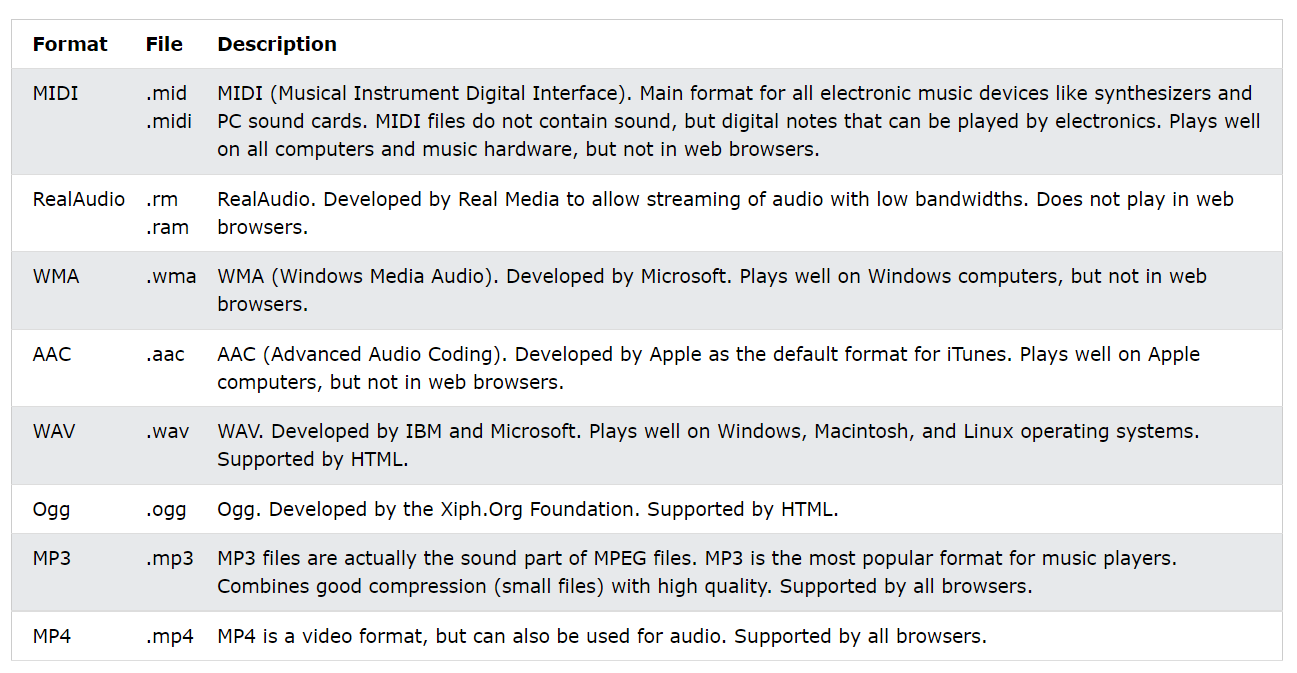 Format File Description
MIDI .mid MIDI (Musical Instrument Digital Interface). Main format for all electronic music devices like synthesizers and
.midi PC sound cards. MIDI files do not contain sound, but digital notes that can be played by electronics. Plays well
on all computers and music hardware, but not in web browsers.
RealAudio .rm RealAudio. Developed by Real Media to allow streaming of audio with low bandwidths. Does not play in web
.ram browsers.
WMA .wma WMA (Windows Media Audio). Developed by Microsoft. Plays well on Windows computers, but not in web
browsers.
AAC .aac AAC (Advanced Audio Coding). Developed by Apple as the default format for iTunes. Plays well on Apple
computers, but not in web browsers.
WAV .wav WAV. Developed by IBM and Microsoft. Plays well on Windows, Macintosh, and Linux operating systems.
Supported by HTML.
Ogg .ogg Ogg. Developed by the Xiph.Org Foundation. Supported by HTML.
MP3 .mp3 MP3 files are actually the sound part of MPEG files. MP3 is the most popular format for music players.
Combines good compression (small files) with high quality. Supported by all browsers.
MP4 .mp4 MP4 is a video format, but can also be used for audio. Supported by all browsers.